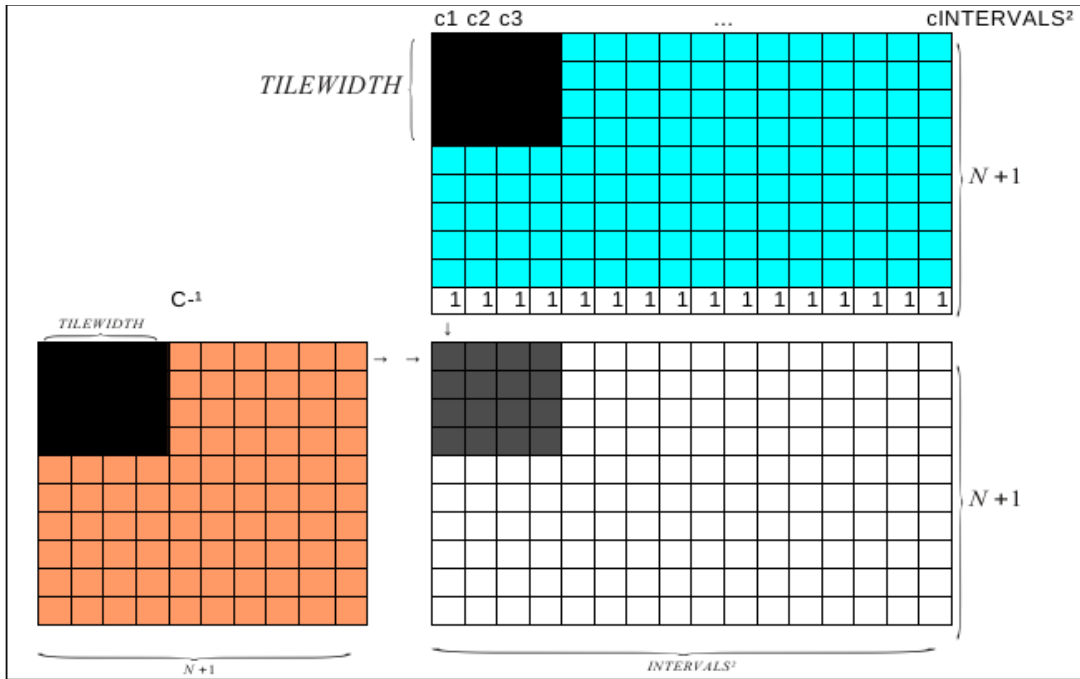 c1 c2 c3 ... cINTERVALS²
TILEWIDTH
N+1
1 1 1 1 1 1 1 1 1 1 1 1 1 1 1 1
C-¹
TILEWIDTH
↓
→ →
N+1
N+1
INTERVALS²